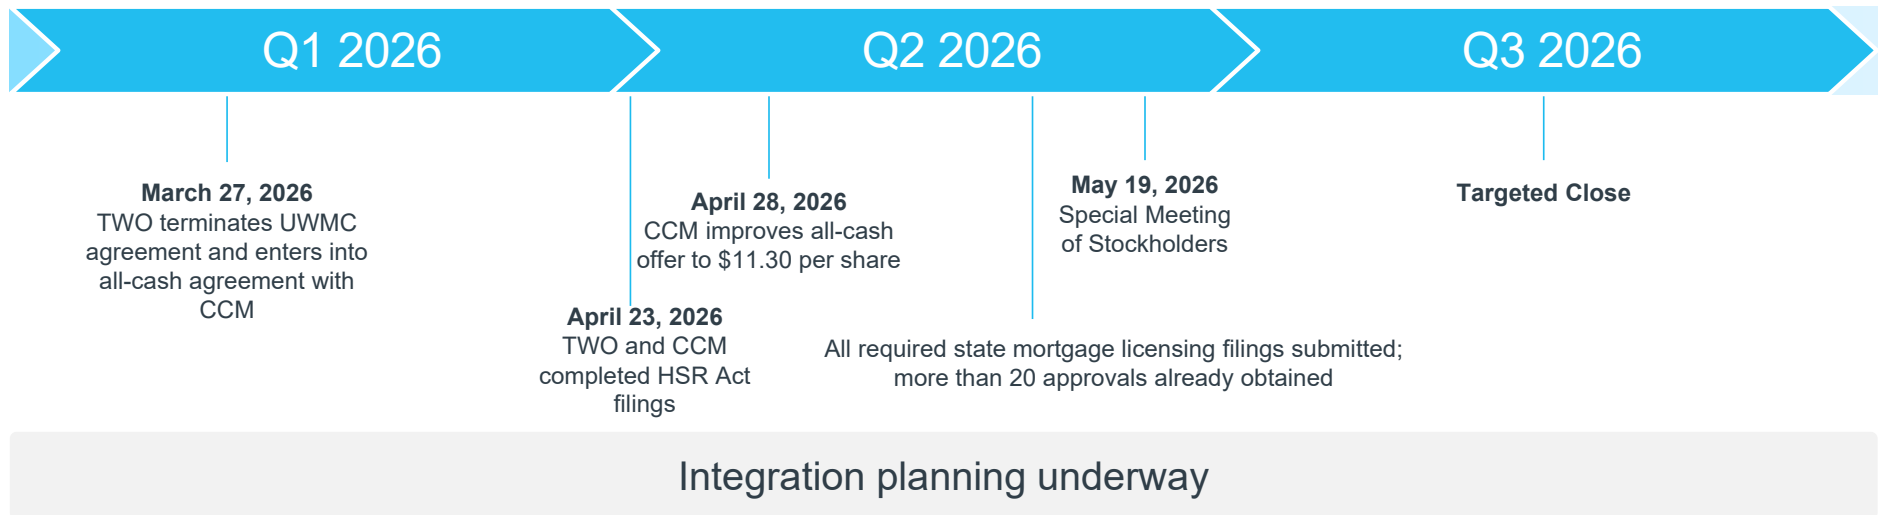 Q1 2026
Q2 2026
Q3 2026
March 27, 2026
TWO terminates UWMC
agreement and enters into
all-cash agreement with
CCM
April 23, 2026
TWO and CCM
completed HSR Act
filings
April 28, 2026
CCM improves all-cash
offer to $11.30 per share
All required state mortgage licensing filings submitted;
more than 20 approvals already obtained
May 19, 2026
Special Meeting
of Stockholders
Targeted Close
Integration planning underway